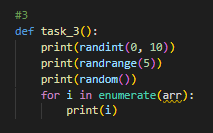 #3
def task_3():
    print(randint(0, 10))
    print(randrange(5))
    print(random())
    for i in enumerate(arr):
        print(i)